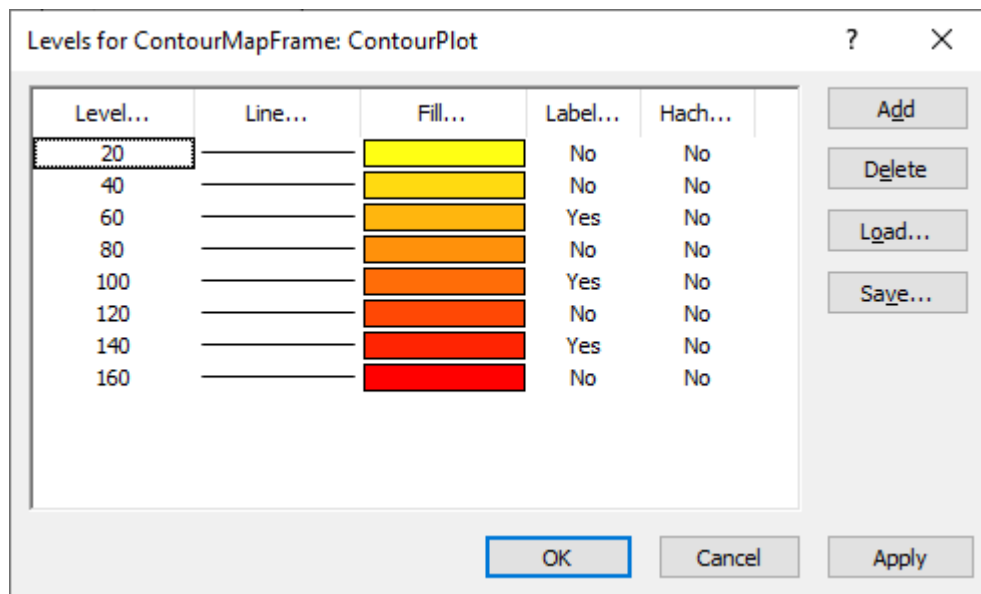 Levels for ContourMapFrame: ContourPlot ? ×
Level... Line... Fill... Label... Hach... Add
20 No No
40 No No Delete
60 Yes No Load...
80 No No
100 Yes No Save...
120 No No
140 Yes No
160 No No
OK Cancel Apply